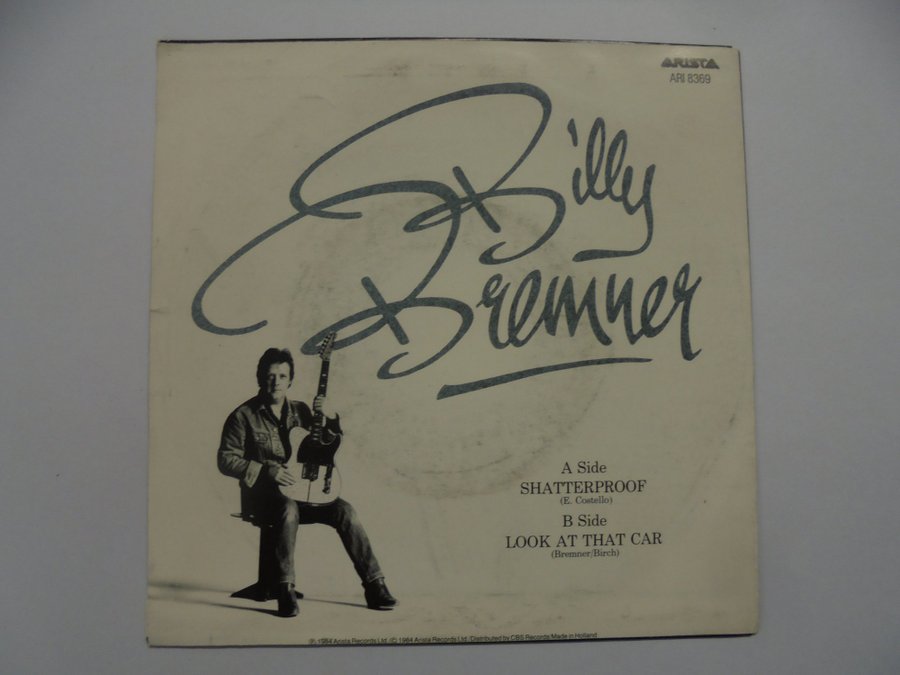 ARISTA
ARI 8369
Billy
Bremner
A Side
SHATTERPROOF
(E. Costello)
B Side
LOOK AT THAT CAR
(Bremner/Birch)
℗ 1984 Arista Records Ltd./© 1984 Arista Records Ltd./Distributed by CBS Records Made in Holland